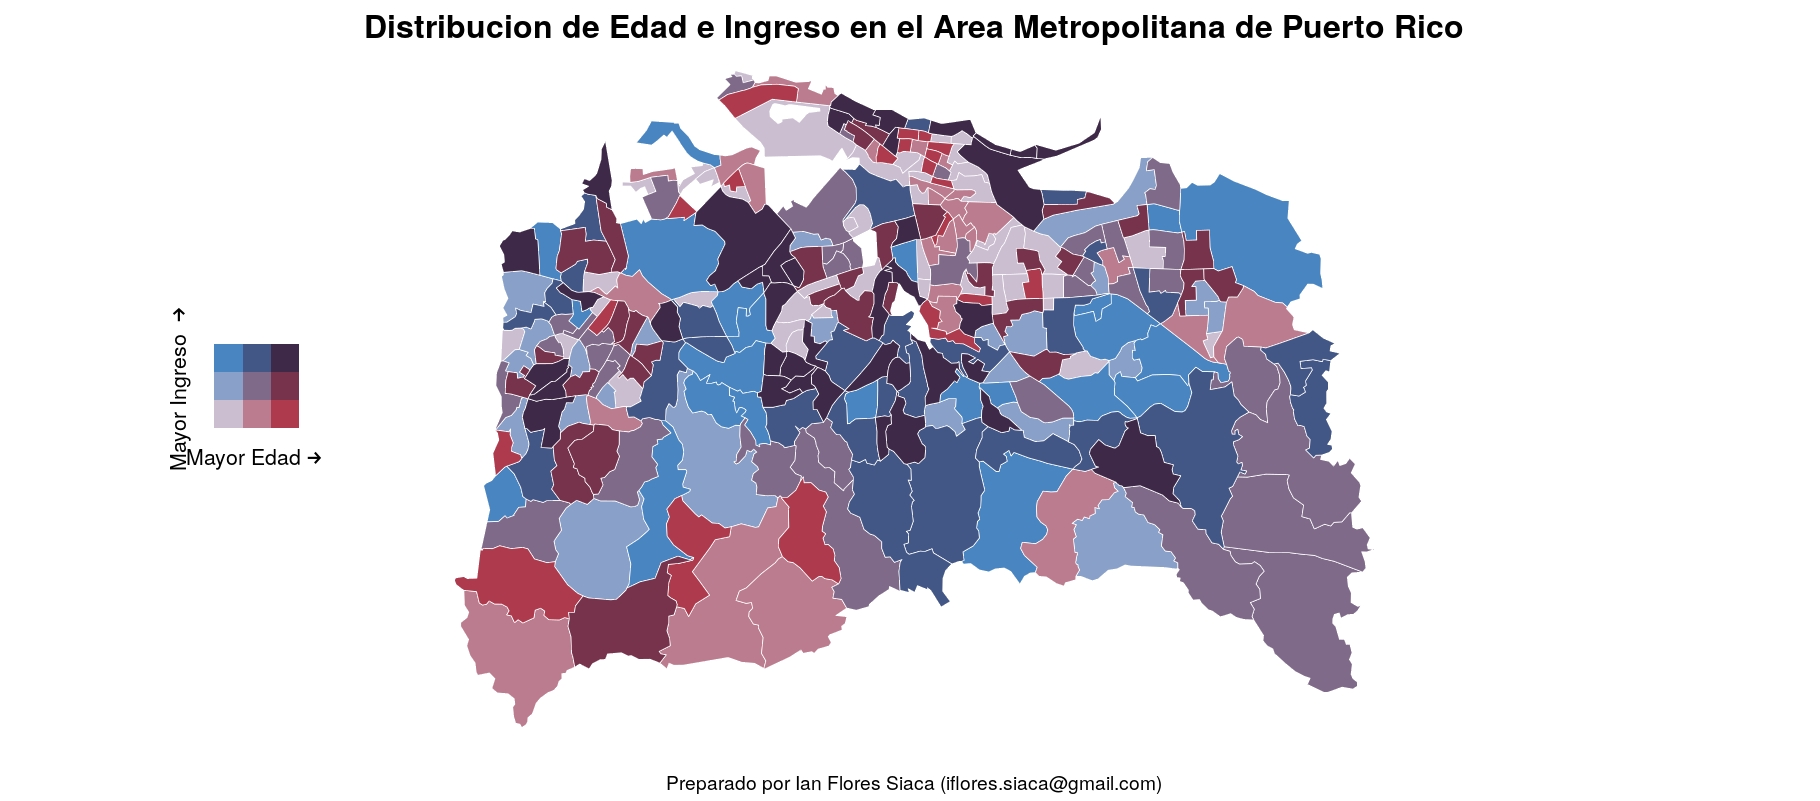 Distribucion de Edad e Ingreso en el Area Metropolitana de Puerto Rico
Mayor Ingreso →
Mayor Edad →
Preparado por Ian Flores Siaca (iflores.siaca@gmail.com)